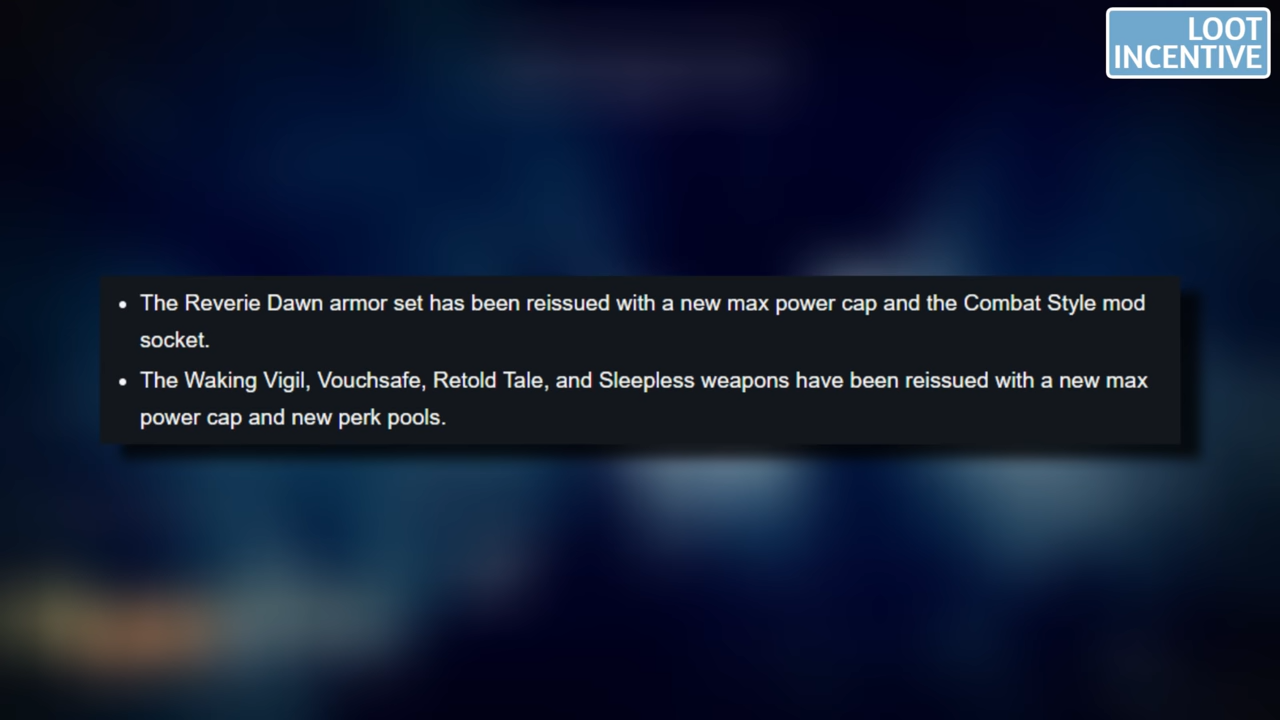 LOOT
INCENTIVE
• The Reverie Dawn armor set has been reissued with a new max power cap and the Combat Style mod
socket.
• The Waking Vigil, Vouchsafe, Retold Tale, and Sleepless weapons have been reissued with a new max
power cap and new perk pools.